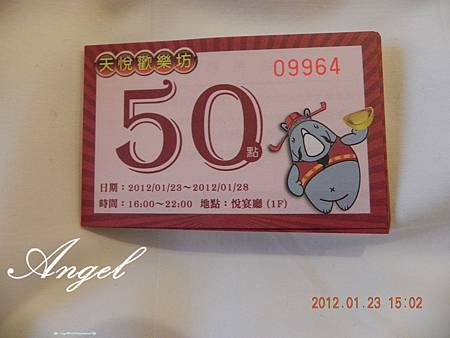 天悅歡樂坊
09964
50點
日期：2012/01/23～2012/01/28
時間：16:00～22:00 地點：悅宴廳 (1F)
Angel
2012.01.23 15:02